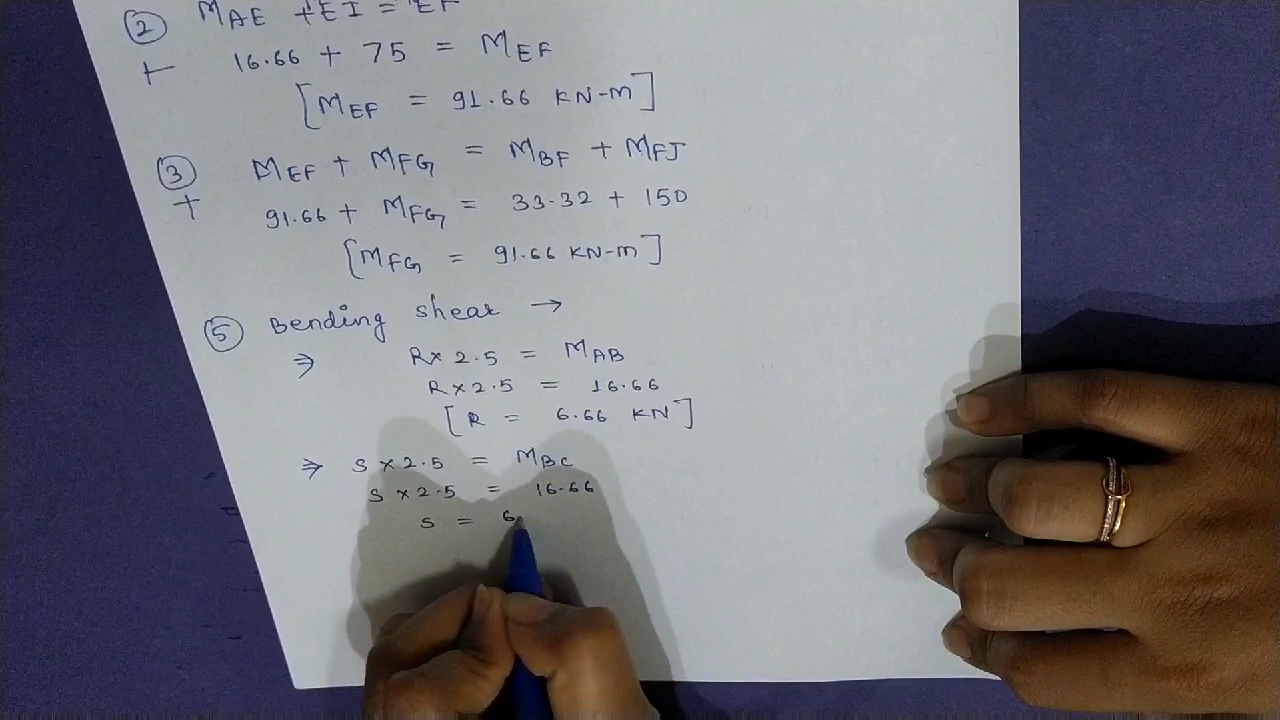 ② MAE + EI = EF
16.66 + 75 = MEF
[MEF = 91.66 KN-m]
③ MEF + MFG = MBF + MFJ
91.66 + MFG = 33.32 + 150
[MFG = 91.66 KN-m]
⑤ Bending shear →
⇒ R× 2.5 = MAB
R × 2.5 = 16.66
[R = 6.66 KN]
⇒ S × 2.5 = MBC
S × 2.5 = 16.66
S = 6